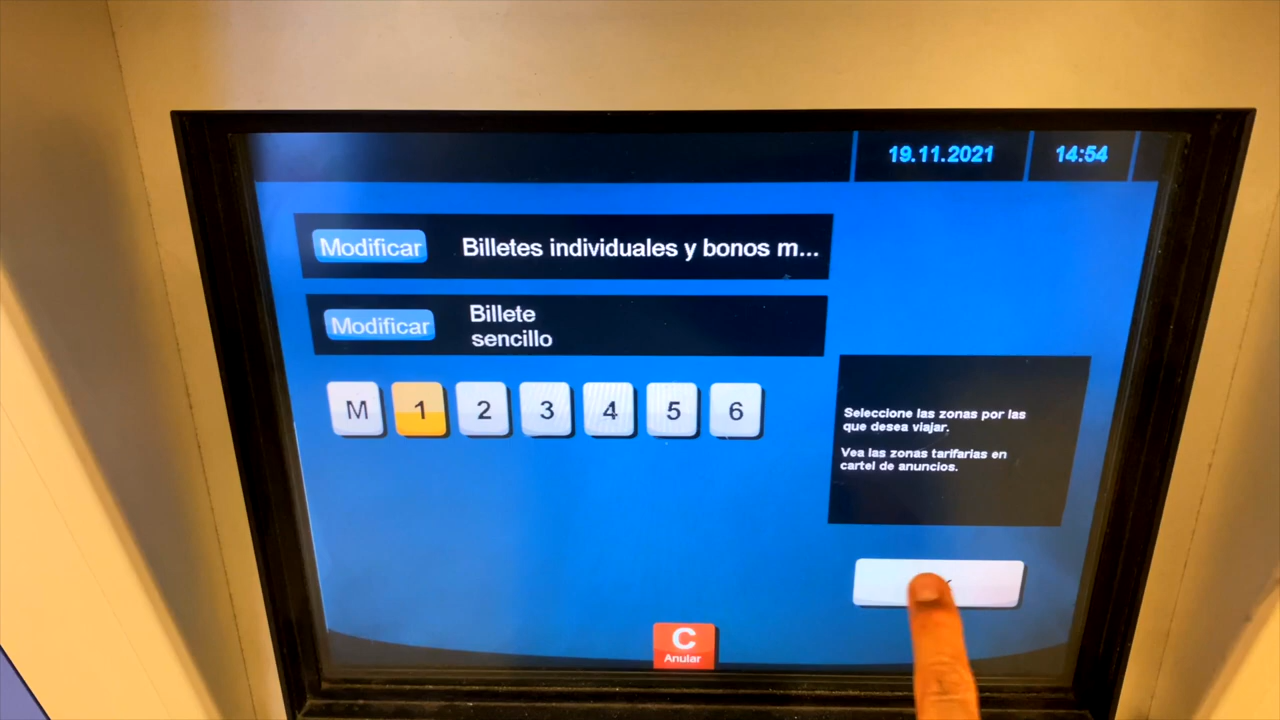 19.11.2021 14:54
Modificar Billetes individuales y bonos m...
Modificar Billete
sencillo
M 1 2 3 4 5 6
Seleccione las zonas por las
que desea viajar.
Vea las zonas tarifarias en
cartel de anuncios.
C
Anular